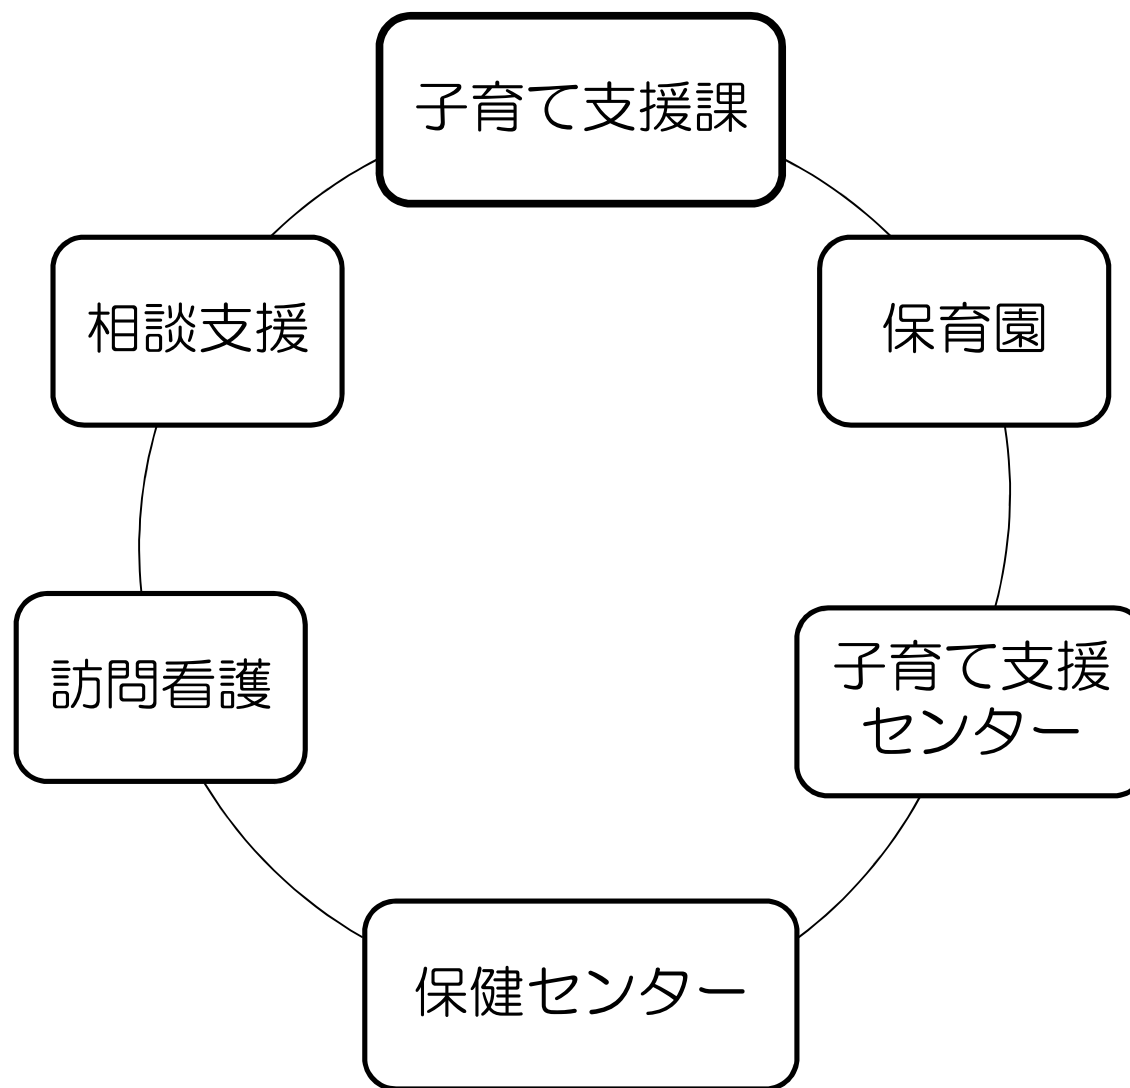 子育て支援課
相談支援
保育園
訪問看護
子育て支援
センター
保健センター